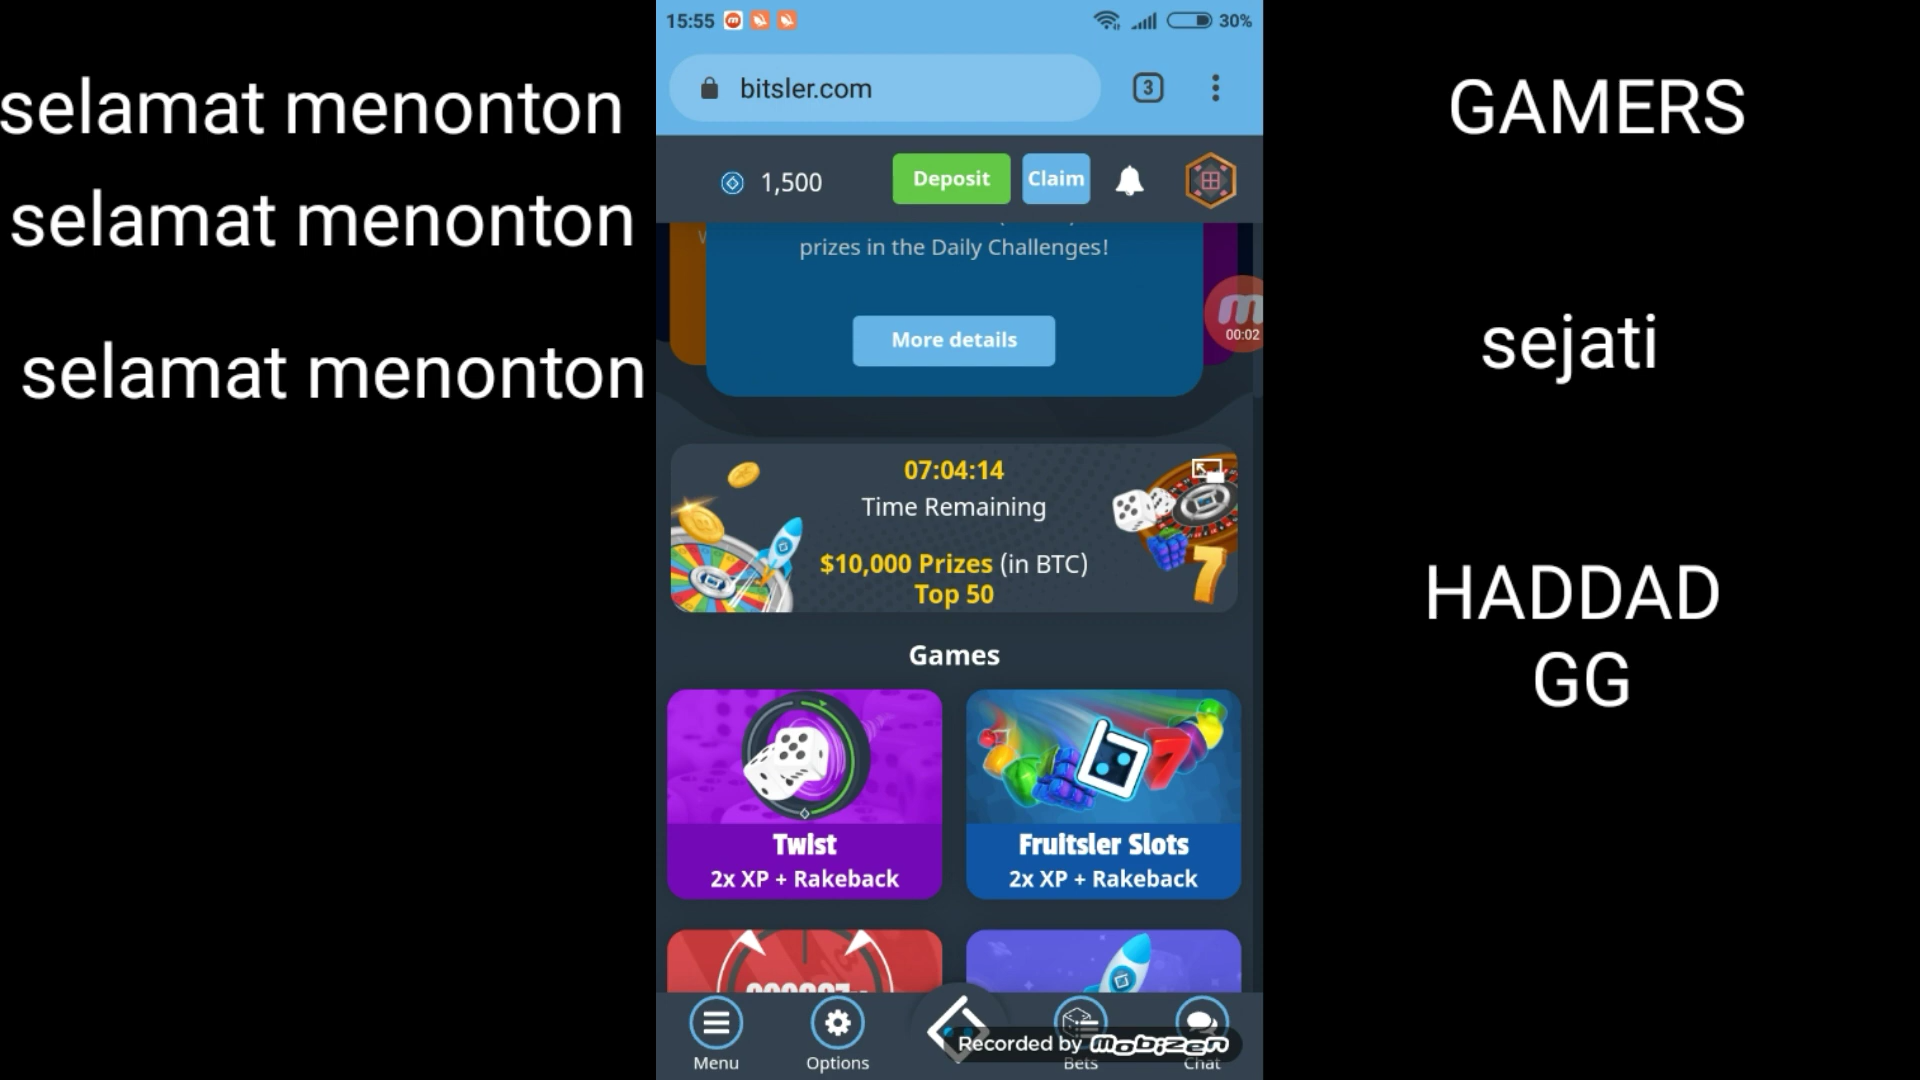 selamat menonton
selamat menonton
selamat menonton
15:55
30%
bitsler.com
3
1,500
Deposit
Claim
prizes in the Daily Challenges!
More details
00:02
07:04:14
Time Remaining
$10,000 Prizes (in BTC)
Top 50
Games
Twist
2x XP + Rakeback
Fruitsler Slots
2x XP + Rakeback
Menu
Options
Bets
Chat
Recorded by mobizen
GAMERS
sejati
HADDAD
GG